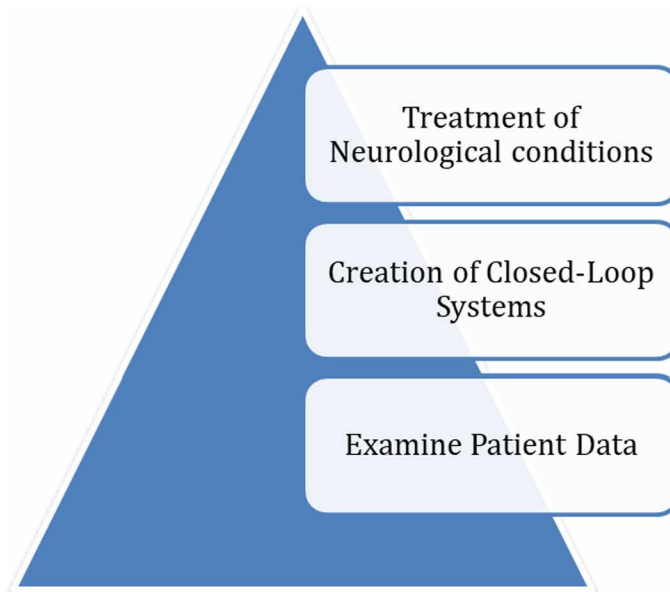 Treatment of
Neurological conditions
Creation of Closed-Loop
Systems
Examine Patient Data